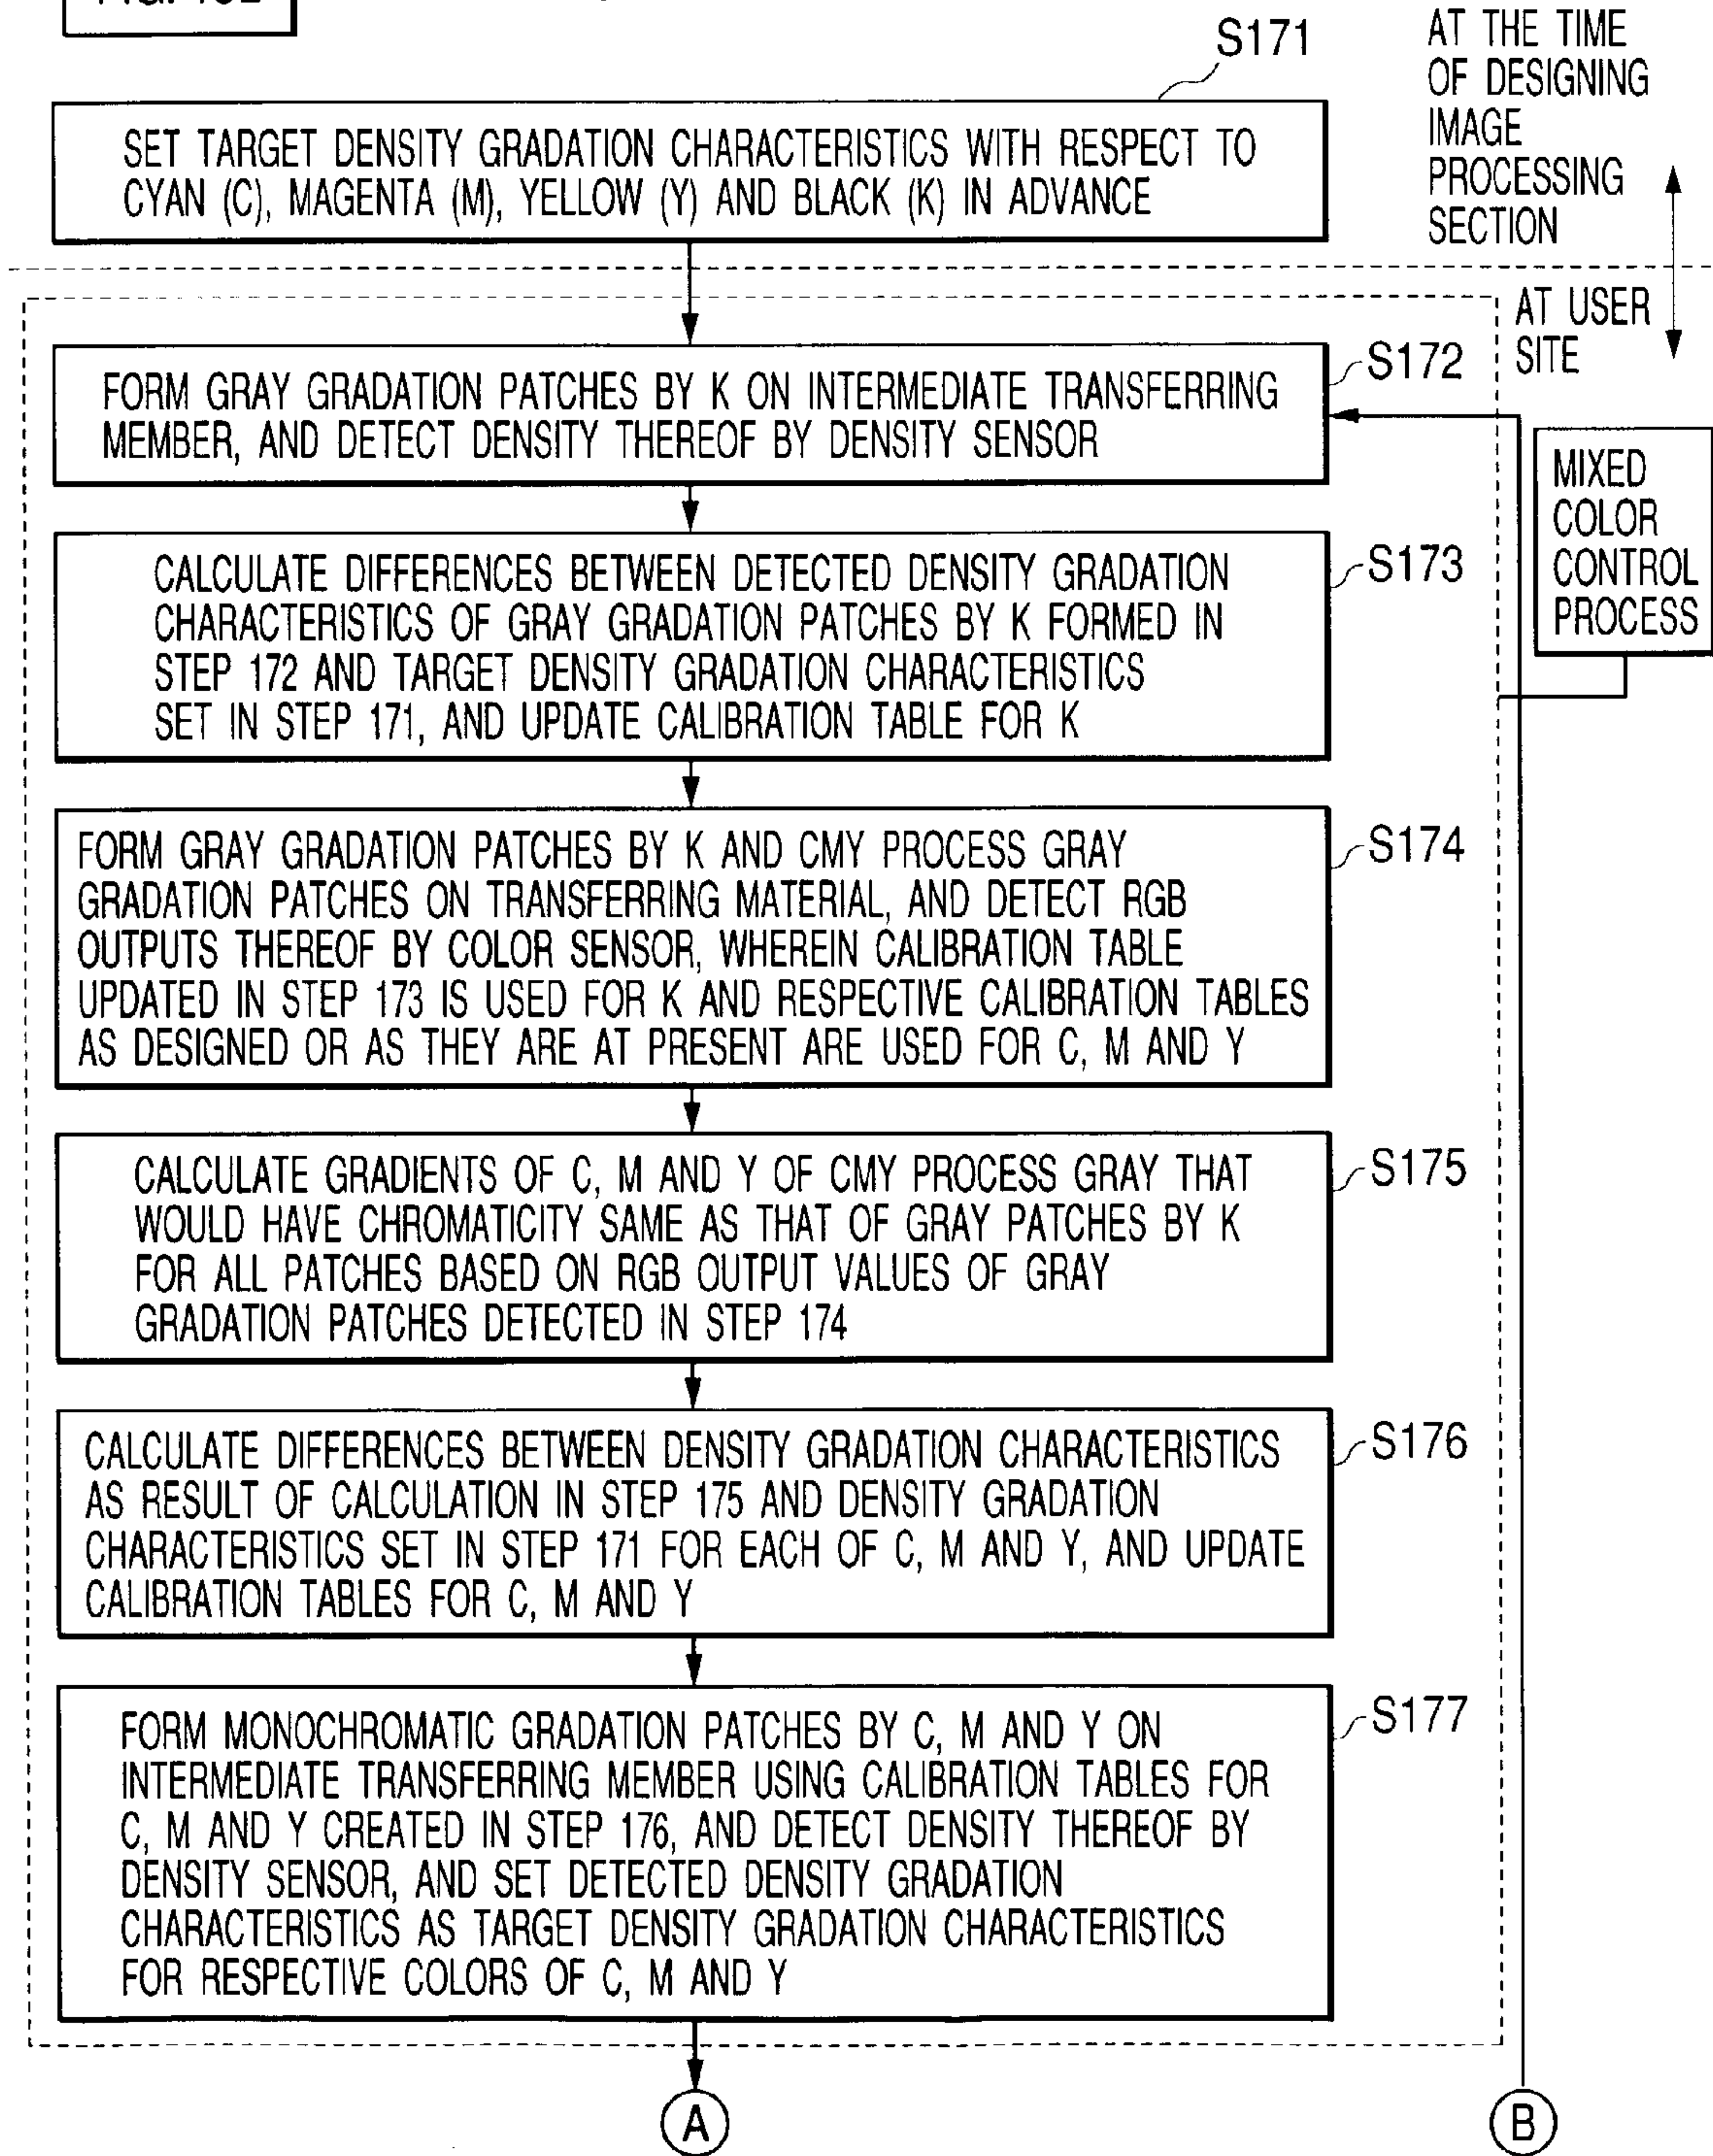 S171
AT THE TIME
OF DESIGNING
IMAGE
PROCESSING
SECTION
SET TARGET DENSITY GRADATION CHARACTERISTICS WITH RESPECT TO
CYAN (C), MAGENTA (M), YELLOW (Y) AND BLACK (K) IN ADVANCE
AT USER
SITE
S172
FORM GRAY GRADATION PATCHES BY K ON INTERMEDIATE TRANSFERRING
MEMBER, AND DETECT DENSITY THEREOF BY DENSITY SENSOR
MIXED
COLOR
CONTROL
PROCESS
S173
CALCULATE DIFFERENCES BETWEEN DETECTED DENSITY GRADATION
CHARACTERISTICS OF GRAY GRADATION PATCHES BY K FORMED IN
STEP 172 AND TARGET DENSITY GRADATION CHARACTERISTICS
SET IN STEP 171, AND UPDATE CALIBRATION TABLE FOR K
S174
FORM GRAY GRADATION PATCHES BY K AND CMY PROCESS GRAY
GRADATION PATCHES ON TRANSFERRING MATERIAL, AND DETECT RGB
OUTPUTS THEREOF BY COLOR SENSOR, WHEREIN CALIBRATION TABLE
UPDATED IN STEP 173 IS USED FOR K AND RESPECTIVE CALIBRATION TABLES
AS DESIGNED OR AS THEY ARE AT PRESENT ARE USED FOR C, M AND Y
S175
CALCULATE GRADIENTS OF C, M AND Y OF CMY PROCESS GRAY THAT
WOULD HAVE CHROMATICITY SAME AS THAT OF GRAY PATCHES BY K
FOR ALL PATCHES BASED ON RGB OUTPUT VALUES OF GRAY
GRADATION PATCHES DETECTED IN STEP 174
S176
CALCULATE DIFFERENCES BETWEEN DENSITY GRADATION CHARACTERISTICS
AS RESULT OF CALCULATION IN STEP 175 AND DENSITY GRADATION
CHARACTERISTICS SET IN STEP 171 FOR EACH OF C, M AND Y, AND UPDATE
CALIBRATION TABLES FOR C, M AND Y
S177
FORM MONOCHROMATIC GRADATION PATCHES BY C, M AND Y ON
INTERMEDIATE TRANSFERRING MEMBER USING CALIBRATION TABLES FOR
C, M AND Y CREATED IN STEP 176, AND DETECT DENSITY THEREOF BY
DENSITY SENSOR, AND SET DETECTED DENSITY GRADATION
CHARACTERISTICS AS TARGET DENSITY GRADATION CHARACTERISTICS
FOR RESPECTIVE COLORS OF C, M AND Y
A
B